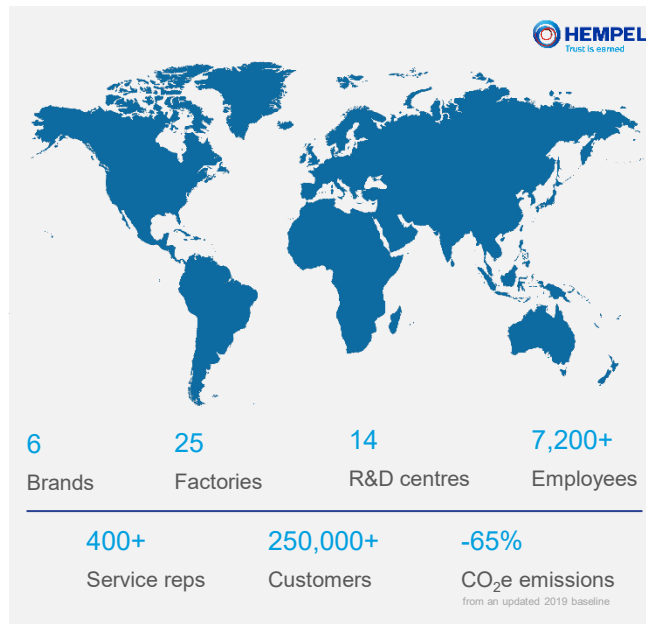 HEMPEL
Trust is earned
6
25
14
7,200+
Brands
Factories
R&D centres
Employees
400+
250,000+
-65%
Service reps
Customers
CO₂e emissions
from an updated 2019 baseline